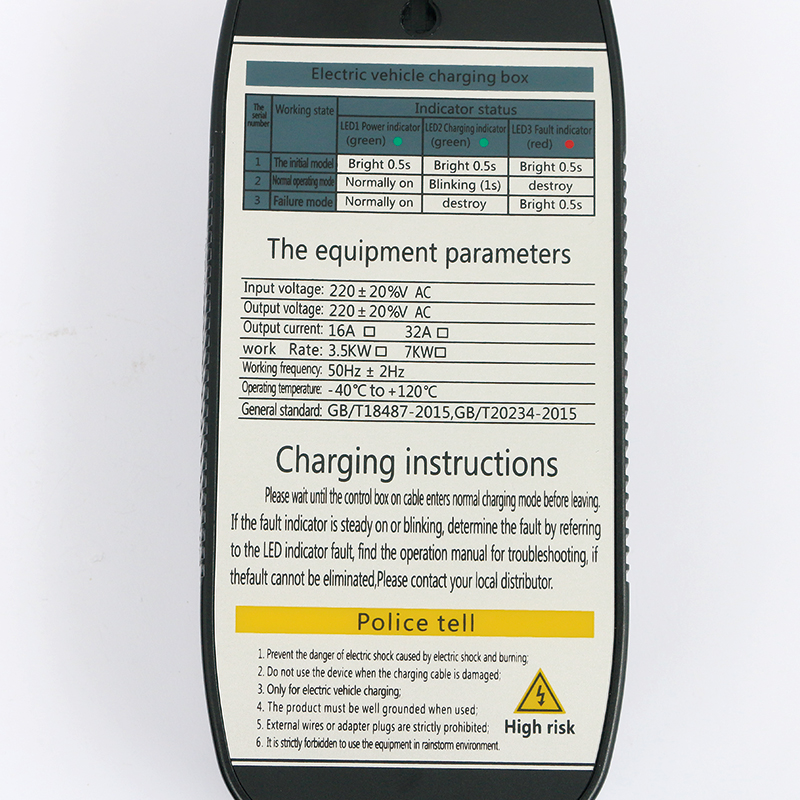 Electric vehicle charging box
The serial number Working state Indicator status
LED1 Power indicator (green) LED2 Charging indicator (green) LED3 Fault indicator (red)
1 The initial model Bright 0.5s Bright 0.5s Bright 0.5s
2 Normal operating mode Normally on Blinking (1s) destroy
3 Failure mode Normally on destroy Bright 0.5s
The equipment parameters
Input voltage: 220±20%V AC
Output voltage: 220±20%V AC
Output current: 16A □ 32A □
work Rate: 3.5KW □ 7KW□
Working frequency: 50Hz ± 2Hz
Operating temperature: -40℃ to +120℃
General standard: GB/T18487-2015,GB/T20234-2015
Charging instructions
Please wait until the control box on cable enters normal charging mode before leaving.
If the fault indicator is steady on or blinking, determine the fault by referring
to the LED indicator fault, find the operation manual for troubleshooting, if
thefault cannot be eliminated,Please contact your local distributor.
Police tell
1. Prevent the danger of electric shock caused by electric shock and burning;
2. Do not use the device when the charging cable is damaged;
3. Only for electric vehicle charging;
4. The product must be well grounded when used;
5. External wires or adapter plugs are strictly prohibited;
6. It is strictly forbidden to use the equipment in rainstorm environment.
High risk